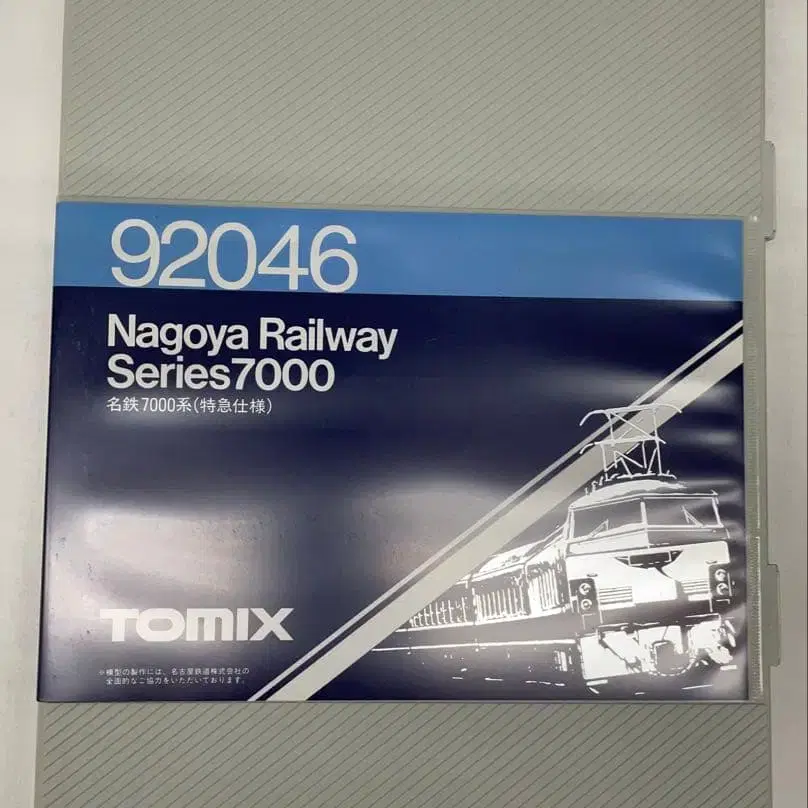 92046
Nagoya Railway
Series7000
名鉄7000系(特急仕様)
TOMIX
※模型の製作には、名古屋鉄道株式会社の
全面的なご協力をいただいております。